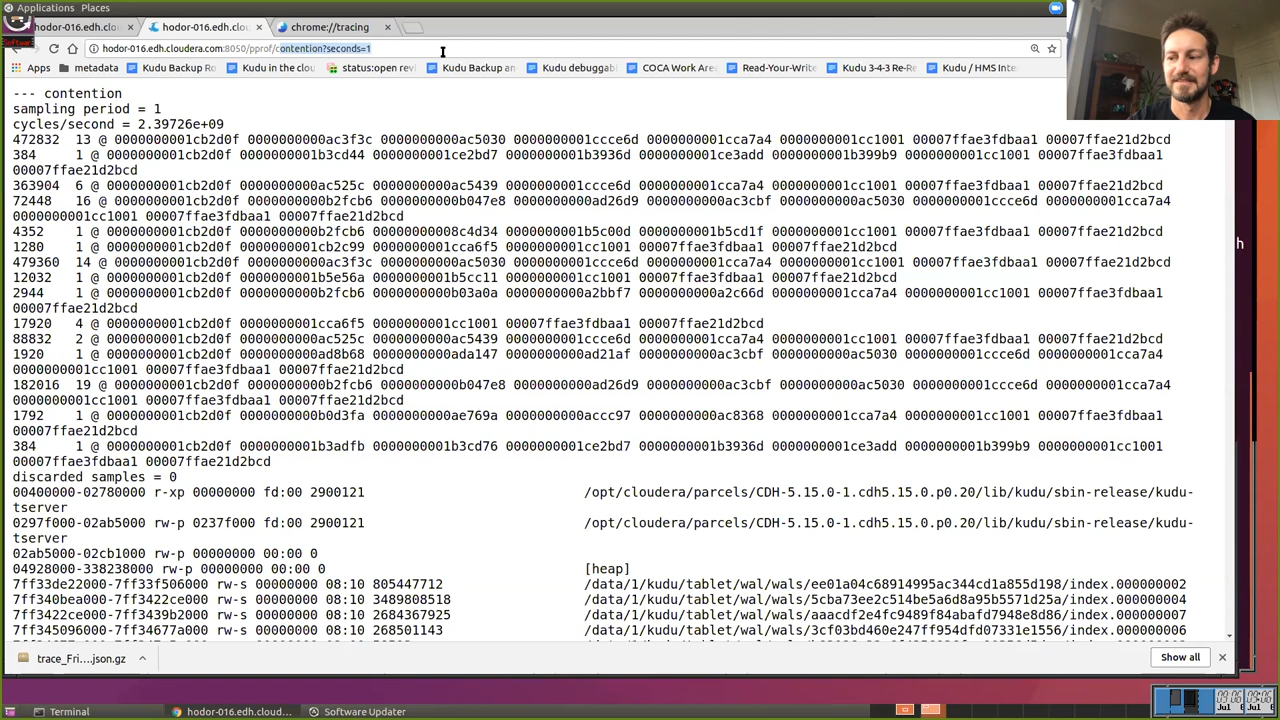 Applications Places
hodor-016.edh.clo × hodor-016.edh.cloudera × chrome://tracing ×
Software
hodor-016.edh.cloudera.com:8050/pprof/contention?seconds=1
Apps metadata Kudu Backup Ro Kudu in the clou status:open revi Kudu Backup an Kudu debuggab COCA Work Area Read-Your-Write Kudu 3-4-3 Re-Re Kudu / HMS Inte
--- contention
sampling period = 1
cycles/second = 2.39726e+09
472832 13 @ 0000000001cb2d0f 0000000000ac3f3c 0000000000ac5030 0000000001ccce6d 0000000001cca7a4 0000000001cc1001 00007ffae3fdbaa1 00007ffae21d2bcd
384 1 @ 0000000001cb2d0f 0000000001b3cd44 0000000001ce2bd7 0000000001b3936d 0000000001ce3add 0000000001b399b9 0000000001cc1001 00007ffae3fdbaa1
00007ffae21d2bcd
363904 6 @ 0000000001cb2d0f 0000000000ac525c 0000000000ac5439 0000000001ccce6d 0000000001cca7a4 0000000001cc1001 00007ffae3fdbaa1 00007ffae21d2bcd
72448 16 @ 0000000001cb2d0f 0000000000b2fcb6 0000000000b047e8 0000000000ad26d9 0000000000ac3cbf 0000000000ac5030 0000000001ccce6d 0000000001cca7a4
0000000001cc1001 00007ffae3fdbaa1 00007ffae21d2bcd
4352 1 @ 0000000001cb2d0f 0000000000b2fcb6 00000000008c4d34 0000000001b5c00d 0000000001b5cd1f 0000000001cc1001 00007ffae3fdbaa1 00007ffae21d2bcd
1280 1 @ 0000000001cb2d0f 0000000001cb2c99 0000000001cca6f5 0000000001cc1001 00007ffae3fdbaa1 00007ffae21d2bcd
479360 14 @ 0000000001cb2d0f 0000000000ac3f3c 0000000000ac5030 0000000001ccce6d 0000000001cca7a4 0000000001cc1001 00007ffae3fdbaa1 00007ffae21d2bcd
12032 1 @ 0000000001cb2d0f 0000000001b5e56a 0000000001b5cc11 0000000001cc1001 00007ffae3fdbaa1 00007ffae21d2bcd
2944 1 @ 0000000001cb2d0f 0000000000b2fcb6 0000000000b03a0a 0000000000a2bbf7 0000000000a2c66d 0000000001cca7a4 0000000001cc1001 00007ffae3fdbaa1
00007ffae21d2bcd
17920 4 @ 0000000001cb2d0f 0000000001cca6f5 0000000001cc1001 00007ffae3fdbaa1 00007ffae21d2bcd
88832 2 @ 0000000001cb2d0f 0000000000ac525c 0000000000ac5439 0000000001ccce6d 0000000001cca7a4 0000000001cc1001 00007ffae3fdbaa1 00007ffae21d2bcd
1920 1 @ 0000000001cb2d0f 0000000000ad8b68 0000000000ada147 0000000000ad21af 0000000000ac3cbf 0000000000ac5030 0000000001ccce6d 0000000001cca7a4
0000000001cc1001 00007ffae3fdbaa1 00007ffae21d2bcd
182016 19 @ 0000000001cb2d0f 0000000000b2fcb6 0000000000b047e8 0000000000ad26d9 0000000000ac3cbf 0000000000ac5030 0000000001ccce6d 0000000001cca7a4
0000000001cc1001 00007ffae3fdbaa1 00007ffae21d2bcd
1792 1 @ 0000000001cb2d0f 0000000000b0d3fa 0000000000ae769a 0000000000accc97 0000000000ac8368 0000000001cca7a4 0000000001cc1001 00007ffae3fdbaa1
00007ffae21d2bcd
384 1 @ 0000000001cb2d0f 0000000001b3adfb 0000000001b3cd76 0000000001ce2bd7 0000000001b3936d 0000000001ce3add 0000000001b399b9 0000000001cc1001
00007ffae3fdbaa1 00007ffae21d2bcd
discarded samples = 0
00400000-02780000 r-xp 00000000 fd:00 2900121 /opt/cloudera/parcels/CDH-5.15.0-1.cdh5.15.0.p0.20/lib/kudu/sbin-release/kudu-
tserver
0297f000-02ab5000 rw-p 0237f000 fd:00 2900121 /opt/cloudera/parcels/CDH-5.15.0-1.cdh5.15.0.p0.20/lib/kudu/sbin-release/kudu-
tserver
02ab5000-02cb1000 rw-p 00000000 00:00 0
04928000-338238000 rw-p 00000000 00:00 0 [heap]
7ff33de22000-7ff33f506000 rw-s 00000000 08:10 805447712 /data/1/kudu/tablet/wal/wals/ee01a04c68914995ac344cd1a855d198/index.000000002
7ff340bea000-7ff3422ce000 rw-s 00000000 08:10 3489808518 /data/1/kudu/tablet/wal/wals/5cba73ee2c514be5a6d8a95b5571d25a/index.000000004
7ff3422ce000-7ff3439b2000 rw-s 00000000 08:10 2684367925 /data/1/kudu/tablet/wal/wals/aaacdf2e4fc9489f84abafd7948e8d86/index.000000007
7ff345096000-7ff34677a000 rw-s 00000000 08:10 268501143 /data/1/kudu/tablet/wal/wals/3cf03bd460e247ff954dfd07331e1556/index.000000006
h
trace_Fri....json.gz Show all ×
Terminal hodor-016.edh.cloud... Software Updater